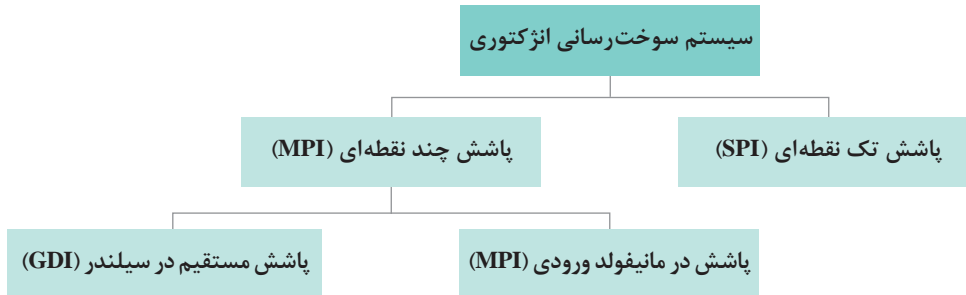 سیستم سوخت‌رسانی انژکتوری
پاشش تک نقطه‌ای (SPI)
پاشش چند نقطه‌ای (MPI)
پاشش در مانیفولد ورودی (MPI)
پاشش مستقیم در سیلندر (GDI)